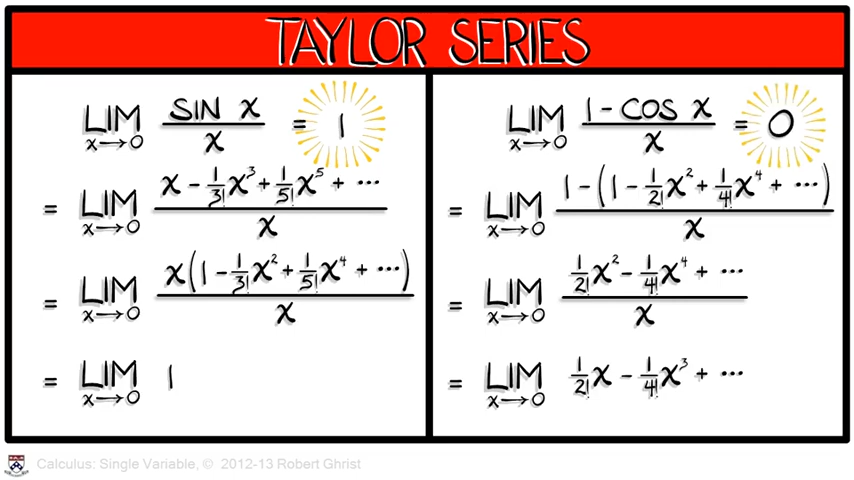 TAYLOR SERIES
LIM x→0 SIN x / x = 1
= LIM x→0 (x - 1/3! x³ + 1/5! x⁵ + ⋯) / x
= LIM x→0 x(1 - 1/3! x² + 1/5! x⁴ + ⋯) / x
= LIM x→0 1
LIM x→0 (1 - COS x) / x = 0
= LIM x→0 (1 - (1 - 1/2! x² + 1/4! x⁴ + ⋯)) / x
= LIM x→0 (1/2! x² - 1/4! x⁴ + ⋯) / x
= LIM x→0 1/2! x - 1/4! x³ + ⋯
Calculus: Single Variable, © 2012-13 Robert Ghrist